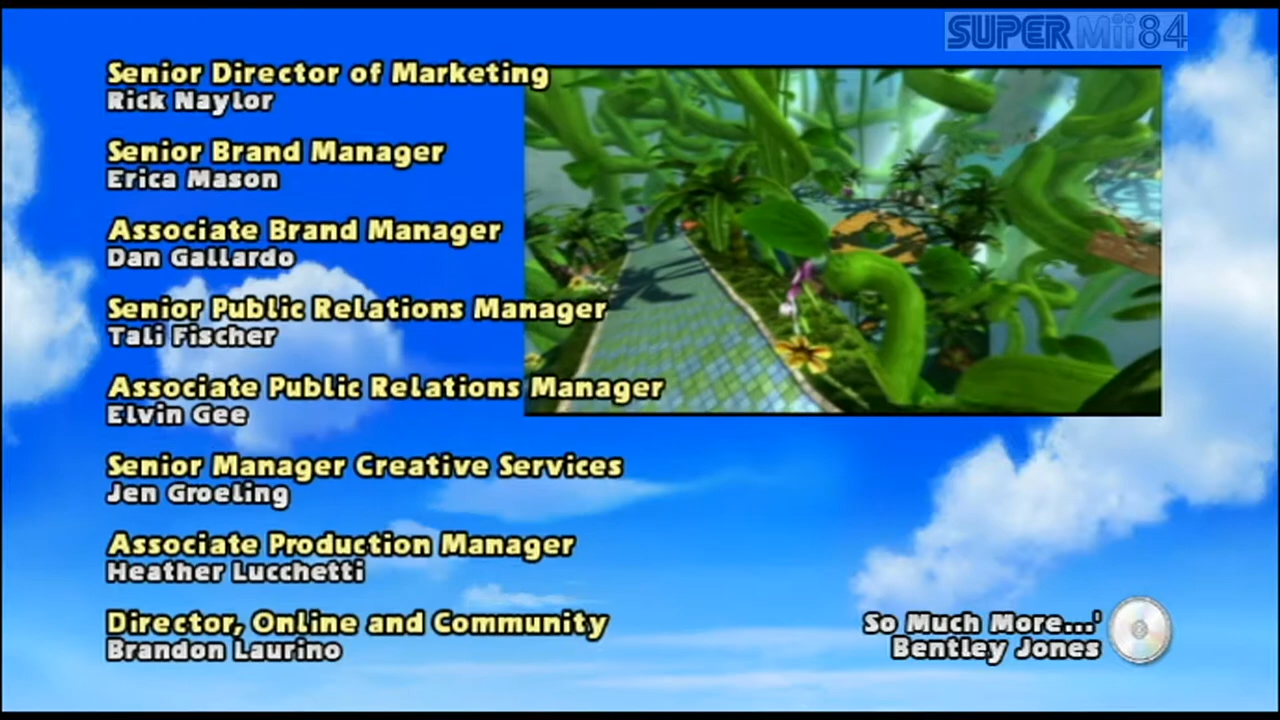 SUPERMii84
Senior Director of Marketing
Rick Naylor
Senior Brand Manager
Erica Mason
Associate Brand Manager
Dan Gallardo
Senior Public Relations Manager
Tali Fischer
Associate Public Relations Manager
Elvin Gee
Senior Manager Creative Services
Jen Groeling
Associate Production Manager
Heather Lucchetti
Director, Online and Community
Brandon Laurino
So Much More...'
Bentley Jones